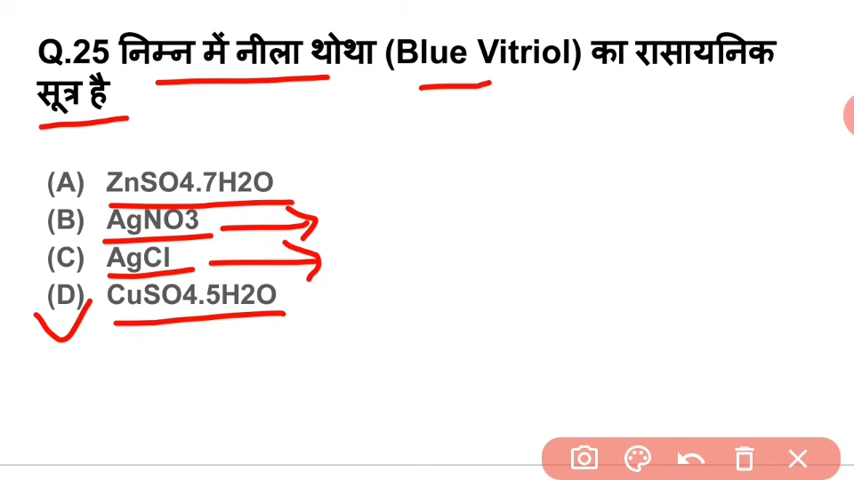 Q.25 निम्न में नीला थोथा (Blue Vitriol) का रासायनिक
सूत्र है
(A) ZnSO4.7H2O
(B) AgNO3
(C) AgCl
(D) CuSO4.5H2O